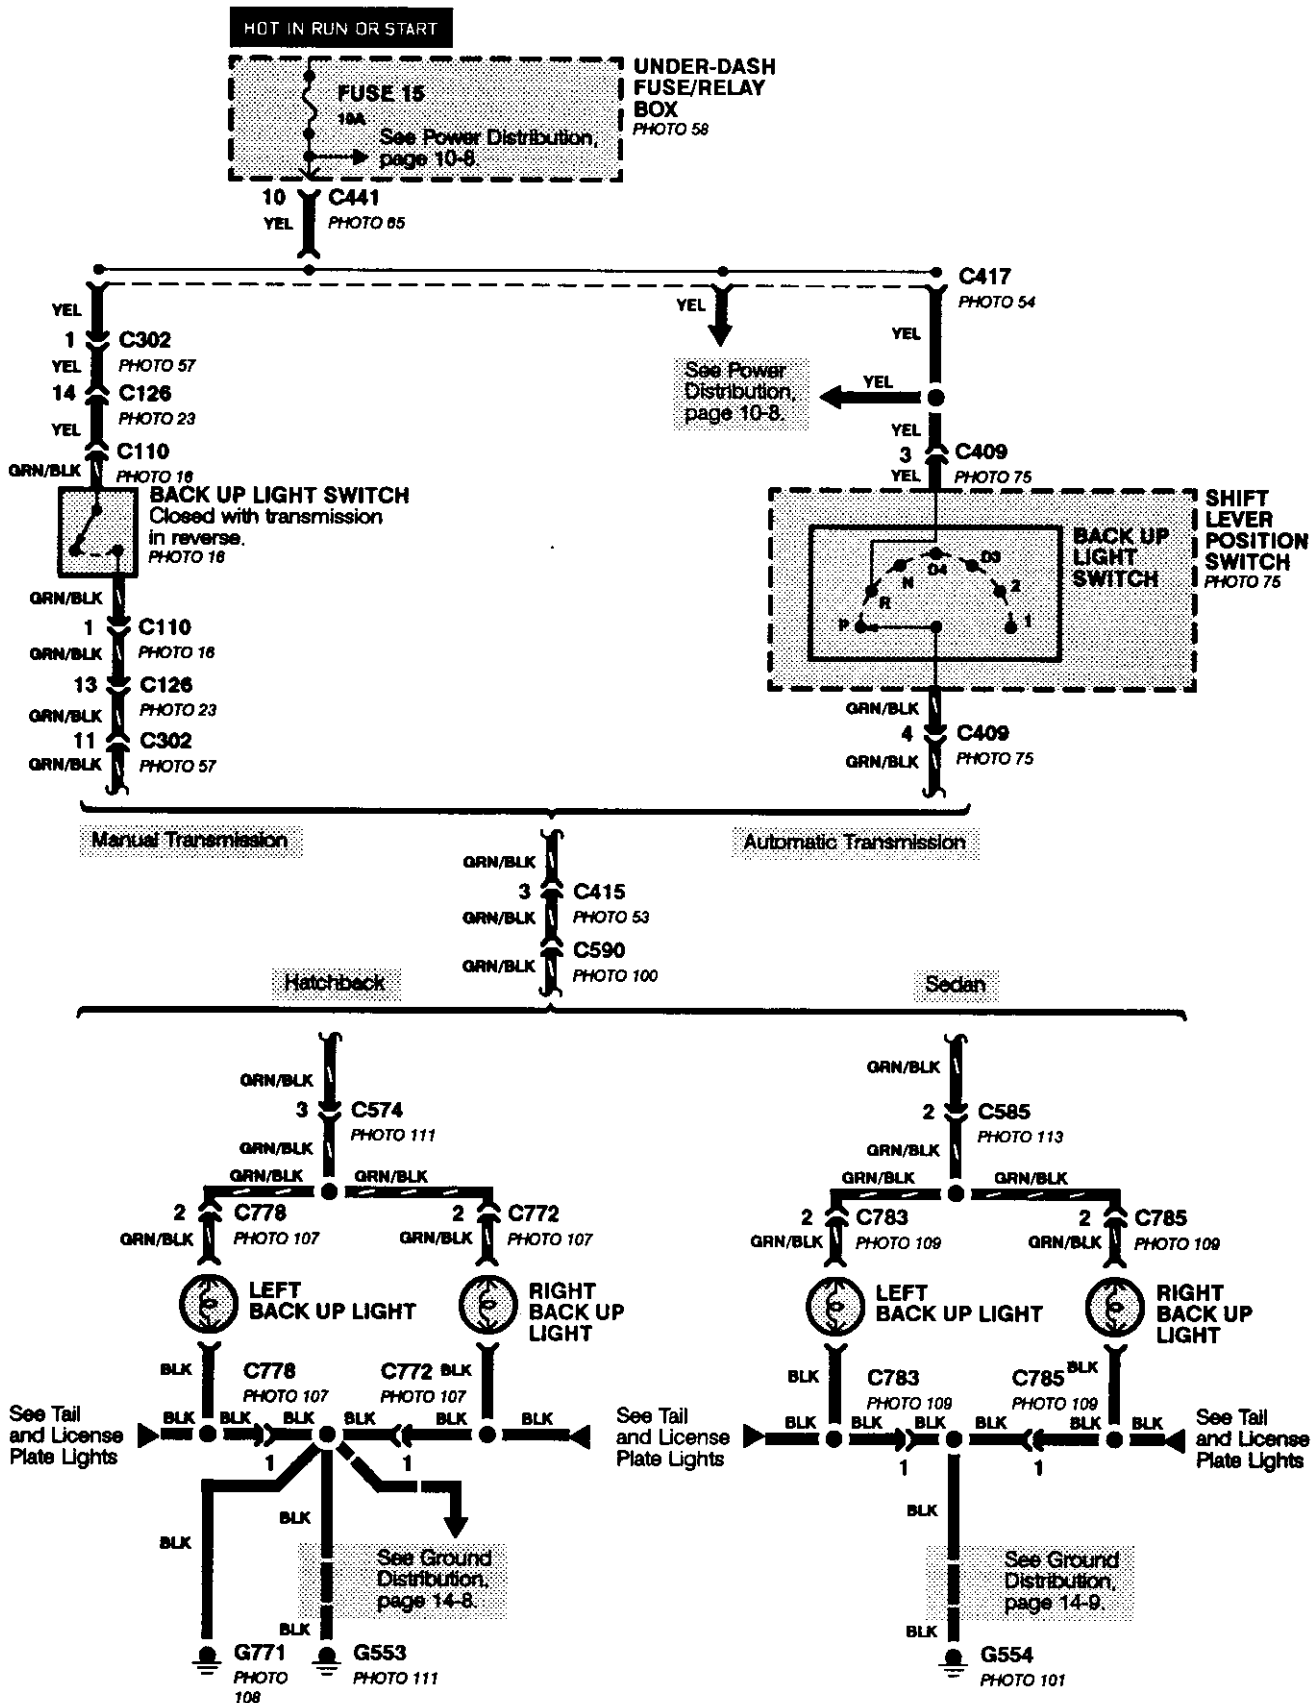 HOT IN RUN OR START
UNDER-DASH
FUSE/RELAY
BOX
PHOTO 58
FUSE 15
10A
See Power Distribution,
page 10-8.
10 C441
YEL PHOTO 65
C417
PHOTO 54
YEL
YEL
YEL
1 C302
PHOTO 57
YEL
14 C126
PHOTO 23
YEL
C110
PHOTO 16
GRN/BLK
See Power
Distribution,
page 10-8.
YEL
YEL
3 C409
YEL PHOTO 75
BACK UP LIGHT SWITCH
Closed with transmission
in reverse.
PHOTO 16
SHIFT
LEVER
POSITION
SWITCH
PHOTO 75
BACK UP
LIGHT
SWITCH
P R N D4 D3 2 1
GRN/BLK
1 C110
GRN/BLK PHOTO 16
13 C126
GRN/BLK PHOTO 23
11 C302
GRN/BLK PHOTO 57
GRN/BLK
4 C409
GRN/BLK PHOTO 75
Manual Transmission
Automatic Transmission
GRN/BLK
3 C415
GRN/BLK PHOTO 53
C590
GRN/BLK PHOTO 100
Hatchback
Sedan
GRN/BLK
3 C574
PHOTO 111
GRN/BLK
GRN/BLK GRN/BLK
2 C778
GRN/BLK PHOTO 107
2 C772
GRN/BLK PHOTO 107
LEFT
BACK UP LIGHT
RIGHT
BACK UP
LIGHT
BLK
C778
PHOTO 107
C772 BLK
PHOTO 107
See Tail
and License
Plate Lights
BLK BLK BLK BLK BLK BLK
1 1
See Tail
and License
Plate Lights
BLK
BLK
See Ground
Distribution,
page 14-8.
BLK
G771
PHOTO
108
G553
PHOTO 111
GRN/BLK
2 C585
PHOTO 113
GRN/BLK
GRN/BLK GRN/BLK
2 C783
GRN/BLK PHOTO 109
2 C785
GRN/BLK PHOTO 109
LEFT
BACK UP LIGHT
RIGHT
BACK UP
LIGHT
BLK
C783
PHOTO 109
C785 BLK
PHOTO 109
BLK BLK BLK BLK BLK BLK
1 1
See Tail
and License
Plate Lights
BLK
See Ground
Distribution,
page 14-9.
BLK
G554
PHOTO 101